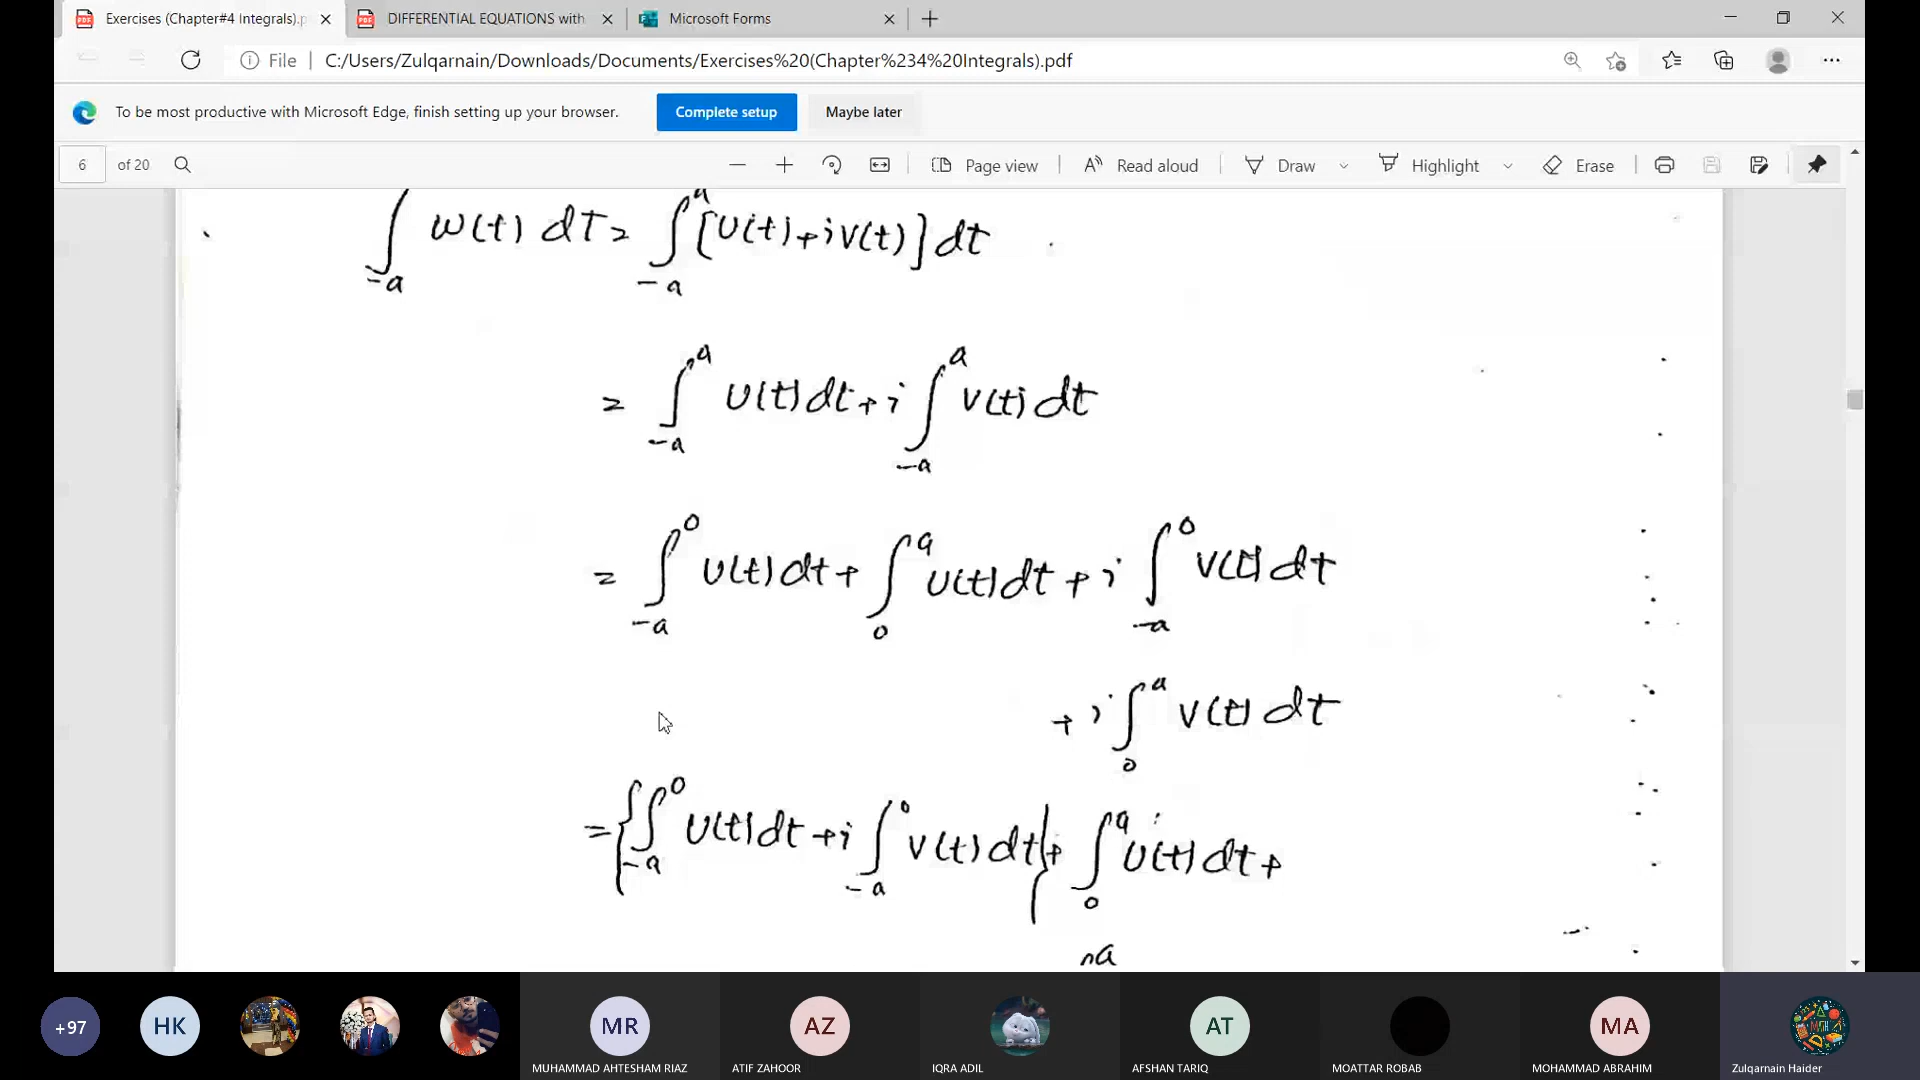 Exercises (Chapter#4 Integrals).p
DIFFERENTIAL EQUATIONS with
Microsoft Forms
File
C:/Users/Zulqarnain/Downloads/Documents/Exercises%20(Chapter%234%20Integrals).pdf
To be most productive with Microsoft Edge, finish setting up your browser.
Complete setup
Maybe later
6 of 20
Page view
Read aloud
Draw
Highlight
Erase
∫_{-a} w(t) dT = ∫_{-a}^{a} [U(t)+iV(t)] dt
= ∫_{-a}^{a} U(t)dt + i ∫_{-a}^{a} V(t) dt
= ∫_{-a}^{0} U(t)dt + ∫_{0}^{a} U(t)dt + i ∫_{-a}^{0} V(t) dt
+ i ∫_{0}^{a} V(t) dt
= { ∫_{-a}^{0} U(t)dt + i ∫_{-a}^{0} V(t) dt } + ∫_{0}^{a} U(t) dt +
a
+97
HK
MR
AZ
AT
MA
MUHAMMAD AHTESHAM RIAZ
ATIF ZAHOOR
IQRA ADIL
AFSHAN TARIQ
MOATTAR ROBAB
MOHAMMAD ABRAHIM
Zulqarnain Haider